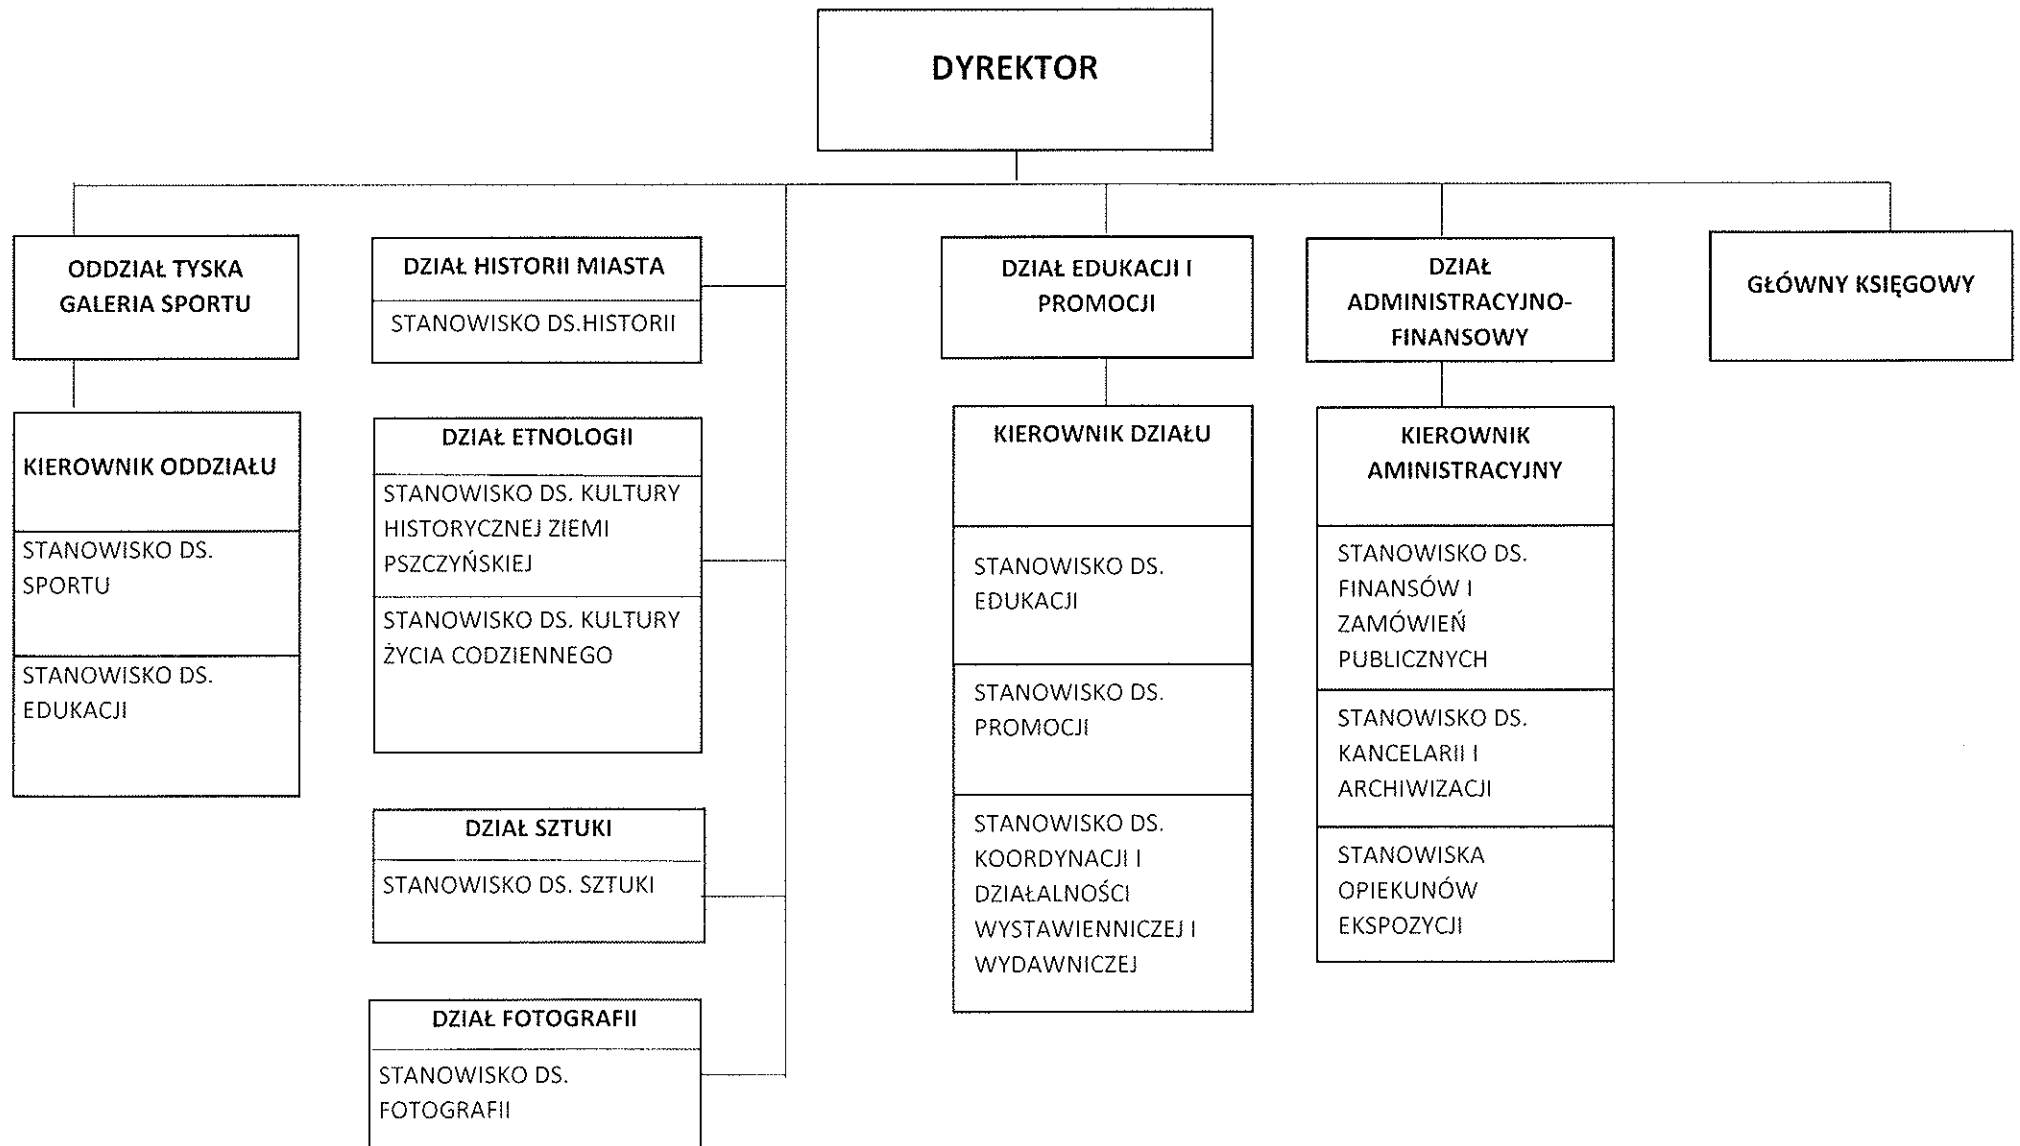 DYREKTOR
ODDZIAŁ TYSKA
GALERIA SPORTU
KIEROWNIK ODDZIAŁU
STANOWISKO DS.
SPORTU
STANOWISKO DS.
EDUKACJI
DZIAŁ HISTORII MIASTA
STANOWISKO DS.HISTORII
DZIAŁ ETNOLOGII
STANOWISKO DS. KULTURY
HISTORYCZNEJ ZIEMI
PSZCZYŃSKIEJ
STANOWISKO DS. KULTURY
ŻYCIA CODZIENNEGO
DZIAŁ SZTUKI
STANOWISKO DS. SZTUKI
DZIAŁ FOTOGRAFII
STANOWISKO DS.
FOTOGRAFII
DZIAŁ EDUKACJI I
PROMOCJI
KIEROWNIK DZIAŁU
STANOWISKO DS.
EDUKACJI
STANOWISKO DS.
PROMOCJI
STANOWISKO DS.
KOORDYNACJI I
DZIAŁALNOŚCI
WYSTAWIENNICZEJ I
WYDAWNICZEJ
DZIAŁ
ADMINISTRACYJNO-
FINANSOWY
KIEROWNIK
AMINISTRACYJNY
STANOWISKO DS.
FINANSÓW I
ZAMÓWIEŃ
PUBLICZNYCH
STANOWISKO DS.
KANCELARII I
ARCHIWIZACJI
STANOWISKA
OPIEKUNÓW
EKSPOZYCJI
GŁÓWNY KSIĘGOWY